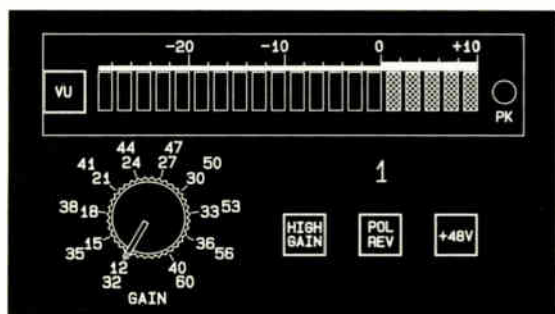 -20 -10 0 +10
VU
PK
44 47
41 24 27 50
21 30
38 18 33 53
15 36
35 56
12 40
32 60
GAIN
1
HIGH
GAIN
POL
REV
+48V